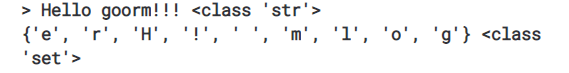 > Hello goorm!!! <class 'str'>
{'e', 'r', 'H', '!', ' ', 'm', 'l', 'o', 'g'} <class
'set'>